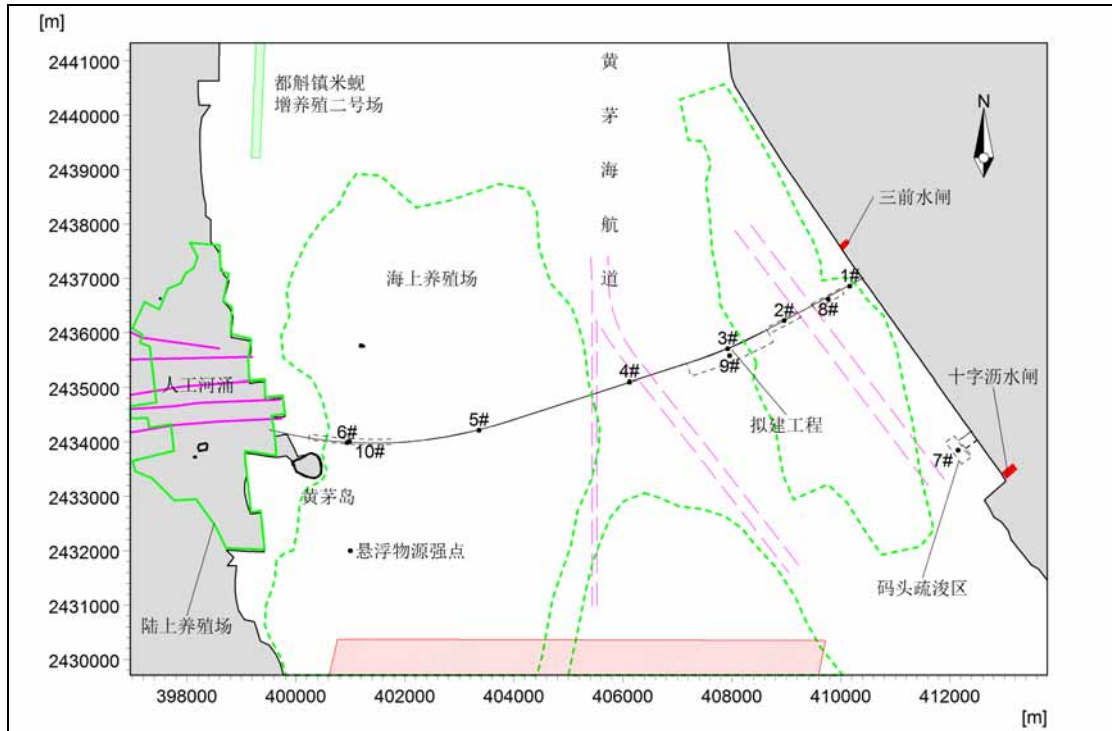 [m]
2441000
2440000
2439000
2438000
2437000
2436000
2435000
2434000
2433000
2432000
2431000
2430000
都斛镇米蚬
增养殖二号场
黄
茅
海
航
道
N
三前水闸
海上养殖场
1#
8#
2#
3#
9#
4#
人工河涌
十字沥水闸
5#
拟建工程
6#
10#
7#
黄茅岛
悬浮物源强点
码头疏浚区
陆上养殖场
398000
400000
402000
404000
406000
408000
410000
412000
[m]